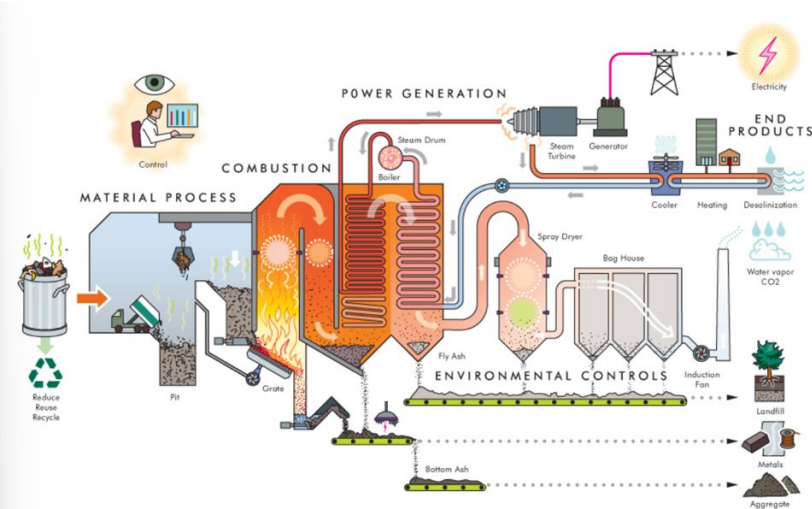 POWER GENERATION
Electricity
END
PRODUCTS
Control
Steam Drum
Boiler
Steam
Turbine
Generator
COMBUSTION
MATERIAL PROCESS
Cooler
Heating
Desalinization
Spray Dryer
Bag House
Water vapor
CO2
Fly Ash
ENVIRONMENTAL CONTROLS
Induction
Fan
Reduce
Reuse
Recycle
Pit
Grate
Landfill
Metals
Bottom Ash
Aggregate